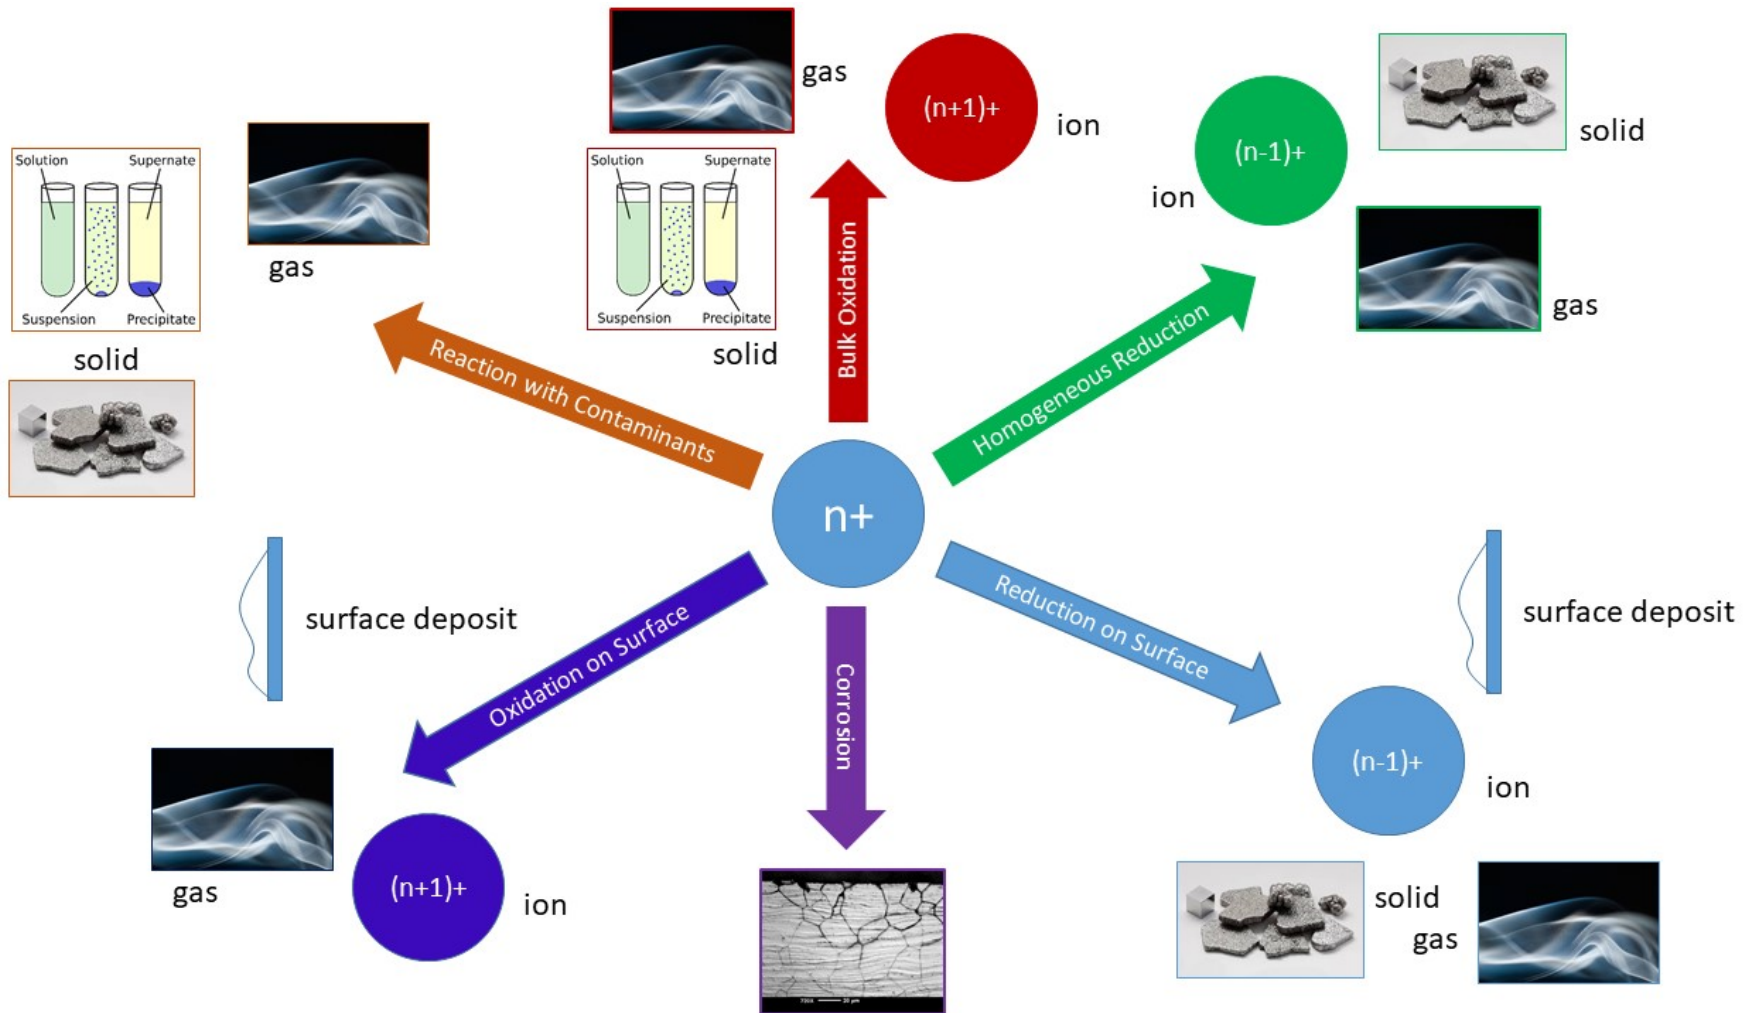 gas
(n+1)+
ion
(n-1)+
ion
solid
gas
Solution
Supernate
Suspension
Precipitate
solid
gas
Solution
Supernate
Suspension
Precipitate
solid
Bulk Oxidation
Homogeneous Reduction
Reaction with Contaminants
n+
surface deposit
Oxidation on Surface
Corrosion
Reduction on Surface
surface deposit
gas
(n+1)+
ion
(n-1)+
ion
solid
gas
20 µm